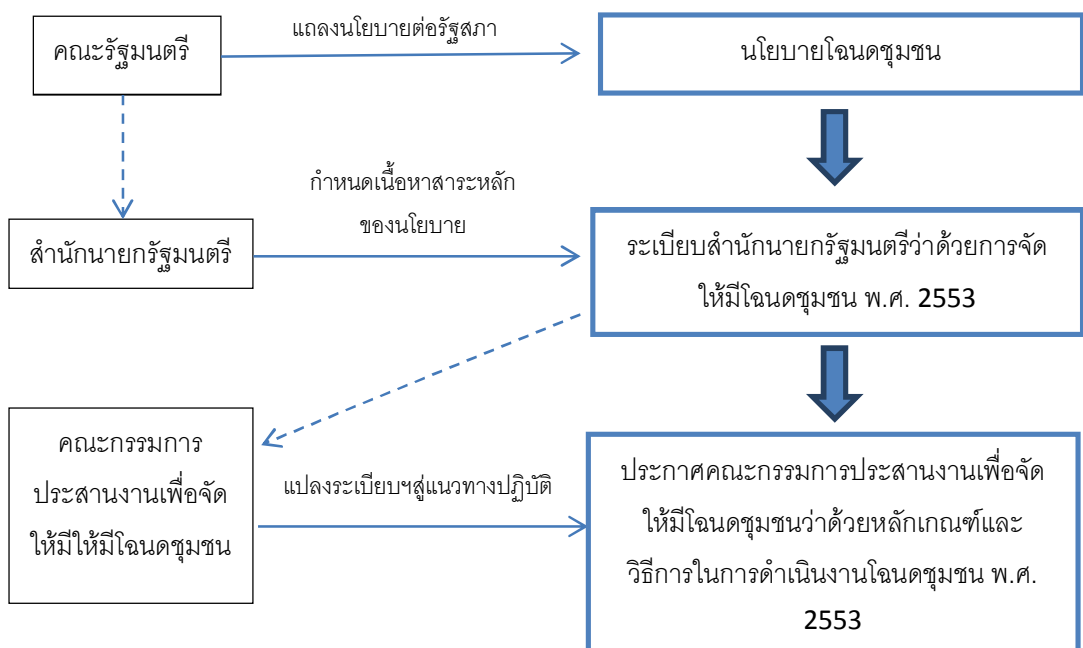 คณะรัฐมนตรี
แถลงนโยบายต่อรัฐสภา
นโยบายโฉนดชุมชน
กำหนดเนื้อหาสาระหลัก
ของนโยบาย
สำนักนายกรัฐมนตรี
ระเบียบสำนักนายกรัฐมนตรีว่าด้วยการจัด
ให้มีโฉนดชุมชน พ.ศ. 2553
คณะกรรมการ
ประสานงานเพื่อจัด
ให้มีให้มีโฉนดชุมชน
แปลงระเบียบฯสู่แนวทางปฏิบัติ
ประกาศคณะกรรมการประสานงานเพื่อจัด
ให้มีโฉนดชุมชนว่าด้วยหลักเกณฑ์และ
วิธีการในการดำเนินงานโฉนดชุมชน พ.ศ.
2553